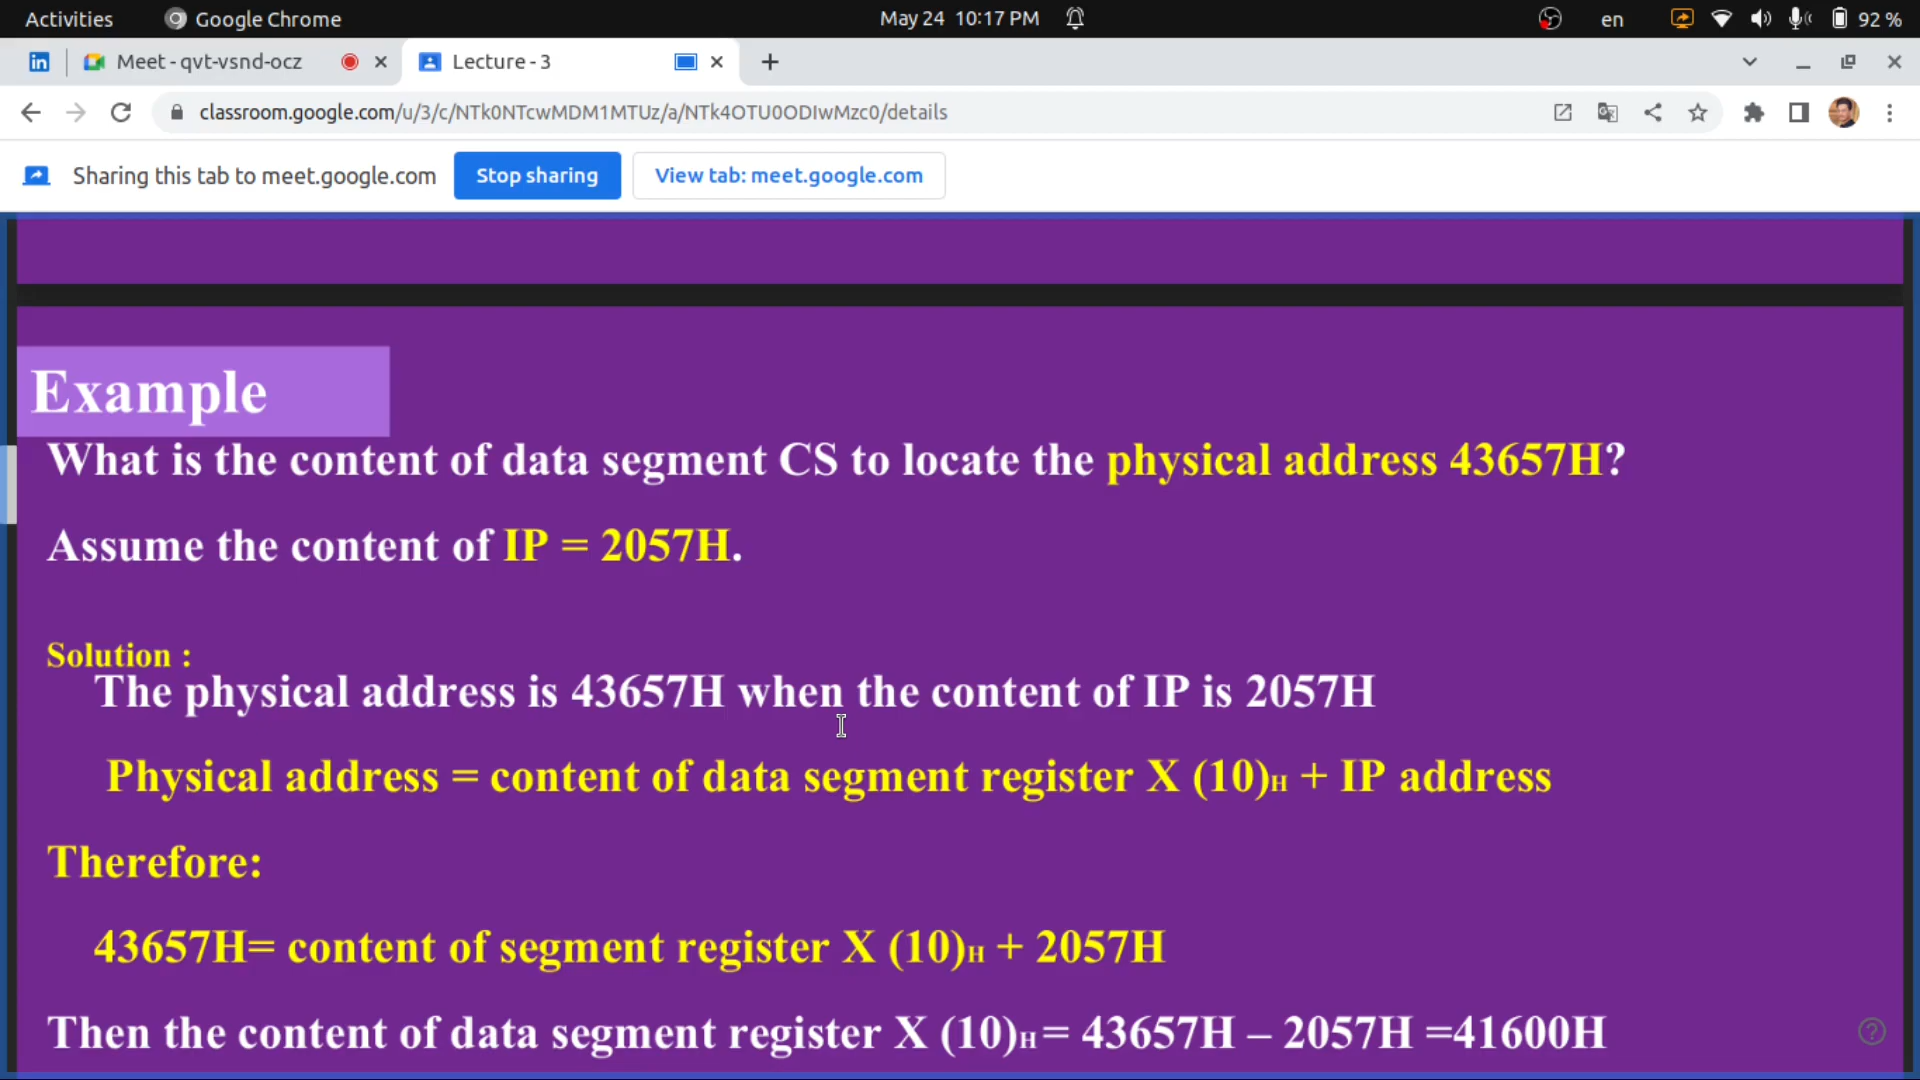 Activities Google Chrome May 24 10:17 PM en 92 %
in Meet - qvt-vsnd-ocz Lecture - 3
classroom.google.com/u/3/c/NTk0NTcwMDM1MTUz/a/NTk4OTU0ODIwMzc0/details
Sharing this tab to meet.google.com Stop sharing View tab: meet.google.com
Example
What is the content of data segment CS to locate the physical address 43657H?
Assume the content of IP = 2057H.
Solution :
The physical address is 43657H when the content of IP is 2057H
Physical address = content of data segment register X (10)H + IP address
Therefore:
43657H= content of segment register X (10)H + 2057H
Then the content of data segment register X (10)H = 43657H – 2057H =41600H